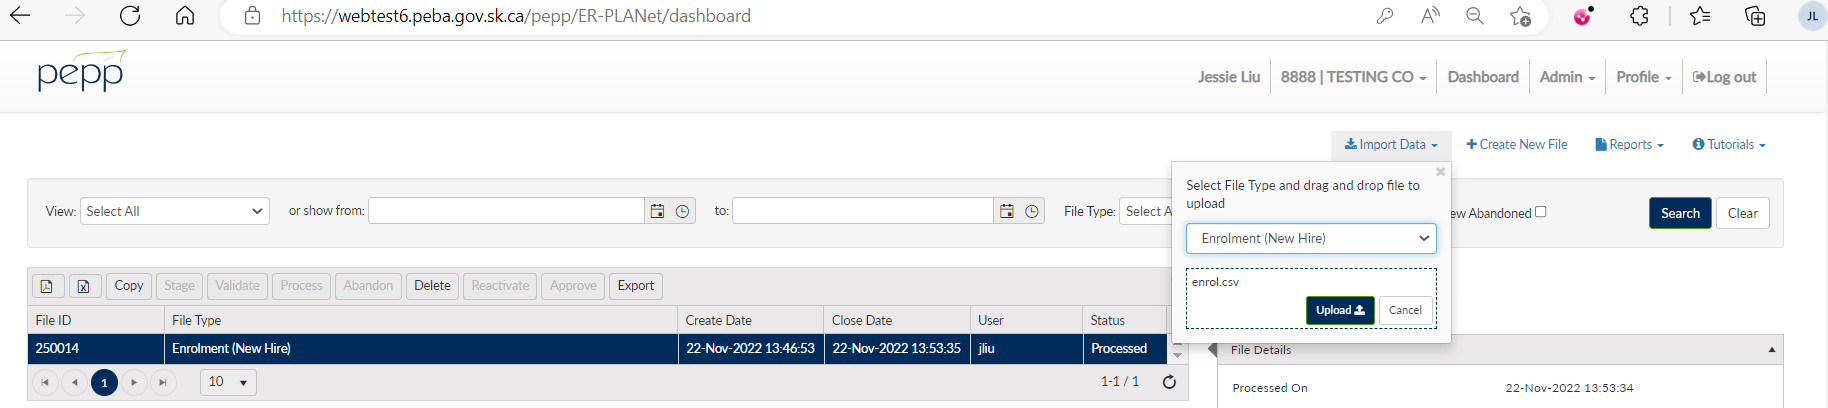 https://webtest6.peba.gov.sk.ca/pepp/ER-PLANet/dashboard
JL
pepp
Jessie Liu
8888 | TESTING CO
Dashboard
Admin
Profile
Log out
Import Data
Create New File
Reports
Tutorials
View:
Select All
or show from:
to:
File Type:
Select A
ew Abandoned
Search
Clear
Select File Type and drag and drop file to
upload
Enrolment (New Hire)
enrol.csv
Upload
Cancel
Copy
Stage
Validate
Process
Abandon
Delete
Reactivate
Approve
Export
File ID
File Type
Create Date
Close Date
User
Status
250014
Enrolment (New Hire)
22-Nov-2022 13:46:53
22-Nov-2022 13:53:35
jliu
Processed
1
10
1-1 / 1
File Details
Processed On
22-Nov-2022 13:53:34